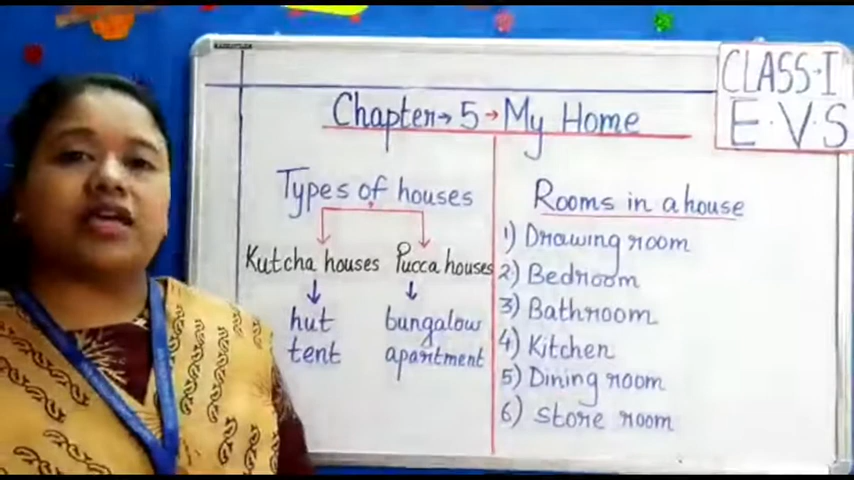 CLASS-I
E.V.S
Chapter→5→My Home
Types of houses
Kutcha houses Pucca houses
hut bungalow
tent apartment
Rooms in a house
1) Drawing room
2) Bedroom
3) Bathroom
4) Kitchen
5) Dining room
6) store room